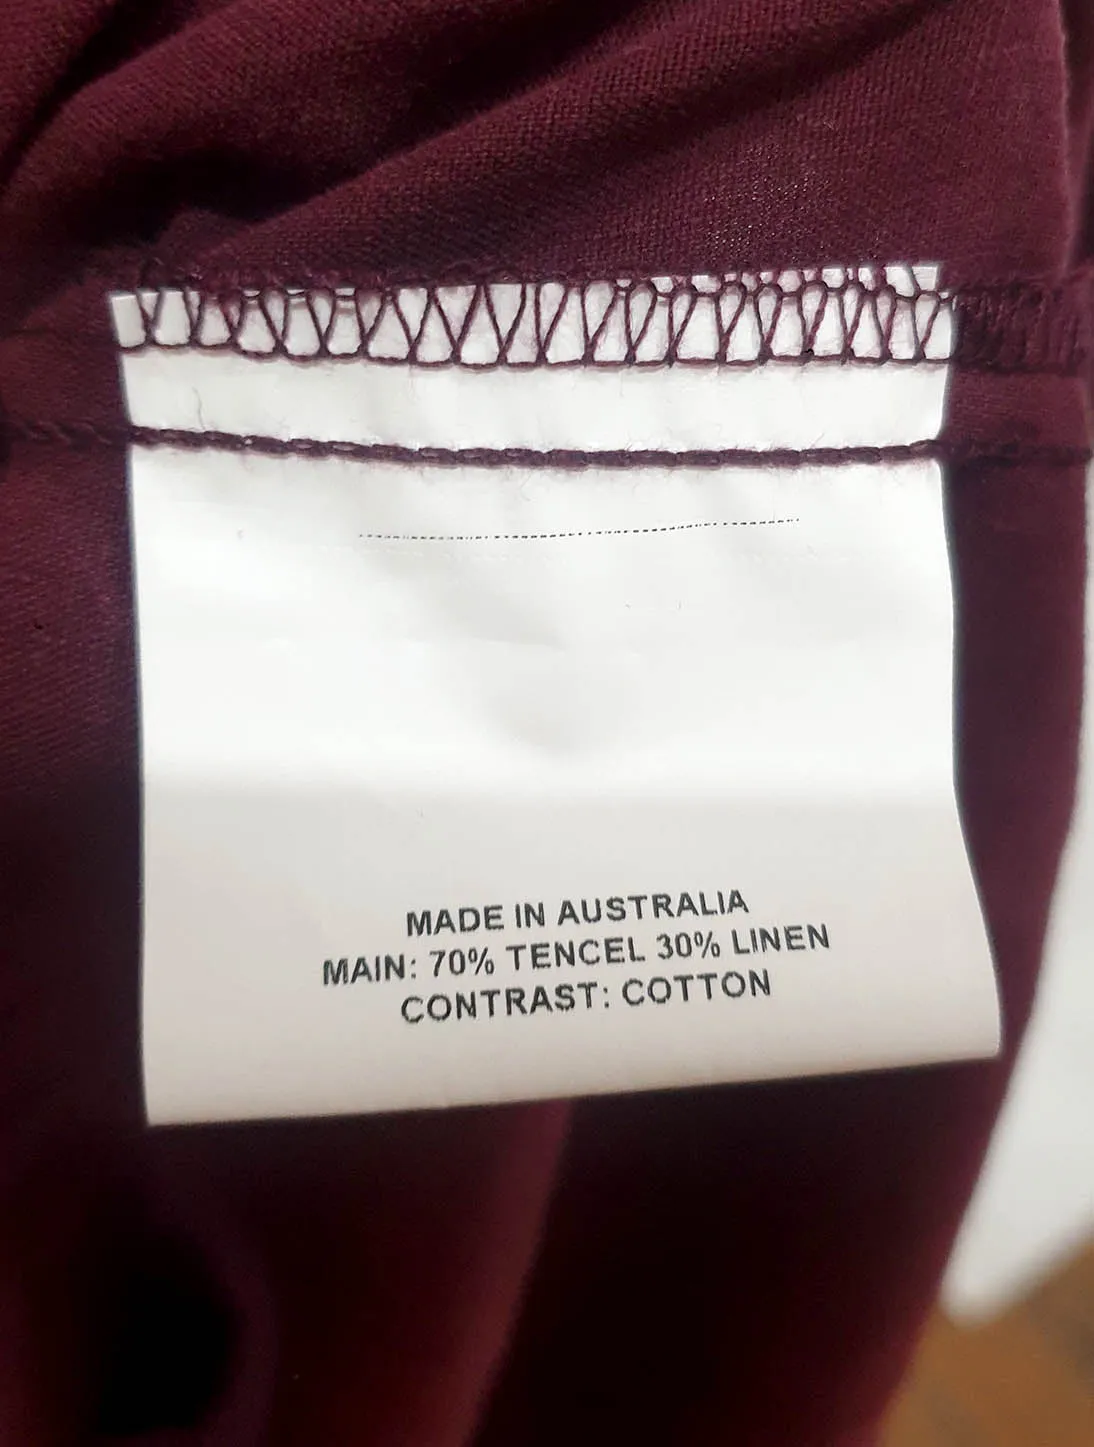 MADE IN AUSTRALIA
MAIN: 70% TENCEL 30% LINEN
CONTRAST: COTTON